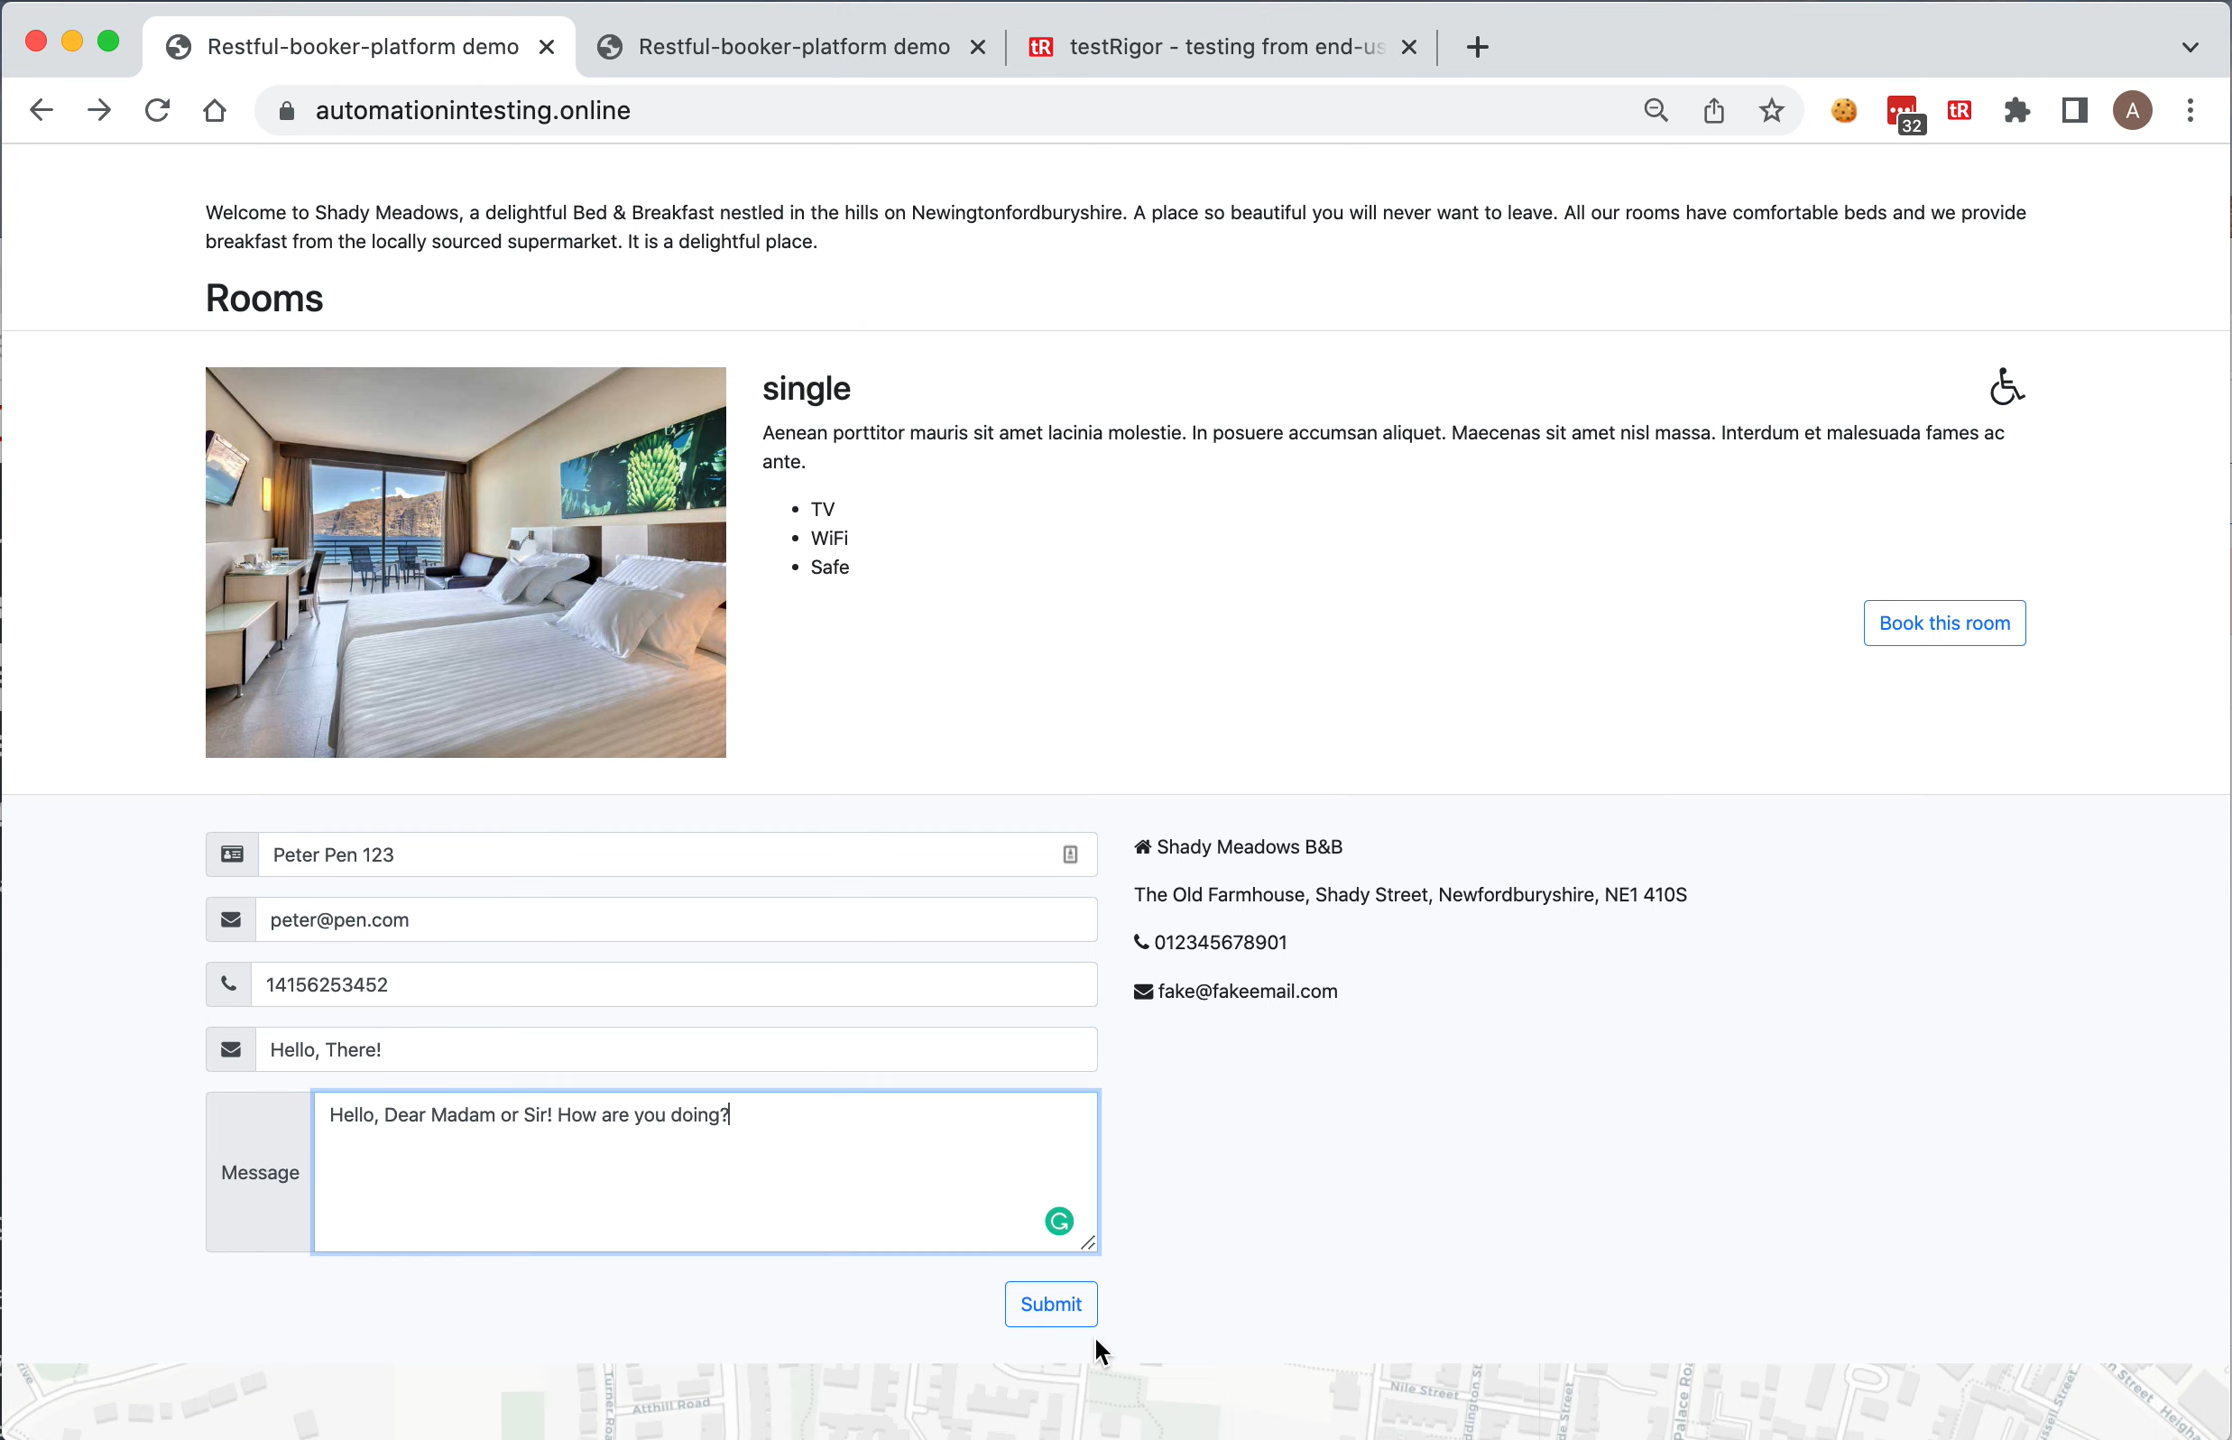 Restful-booker-platform demo
Restful-booker-platform demo
tR testRigor - testing from end-us
automationintesting.online
32
tR
A
Welcome to Shady Meadows, a delightful Bed & Breakfast nestled in the hills on Newingtonfordburyshire. A place so beautiful you will never want to leave. All our rooms have comfortable beds and we provide
breakfast from the locally sourced supermarket. It is a delightful place.
Rooms
single
Aenean porttitor mauris sit amet lacinia molestie. In posuere accumsan aliquet. Maecenas sit amet nisl massa. Interdum et malesuada fames ac
ante.
• TV
• WiFi
• Safe
Book this room
Peter Pen 123
peter@pen.com
14156253452
Hello, There!
Message
Hello, Dear Madam or Sir! How are you doing?
Submit
Shady Meadows B&B
The Old Farmhouse, Shady Street, Newfordburyshire, NE1 410S
012345678901
fake@fakeemail.com
Atthill Road
Nile Street
Street